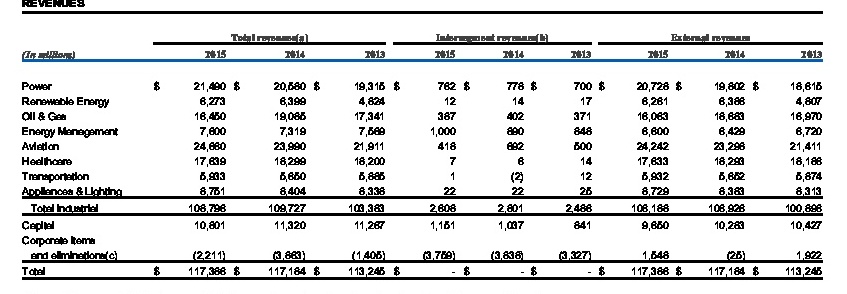 REVENUES
Total revenues(a) Intersegment revenues(b) External revenues
(In millions) 2015 2014 2013 2015 2014 2013 2015 2014 2013
Power $ 21,490 $ 20,580 $ 19,315 $ 762 $ 778 $ 700 $ 20,728 $ 19,802 $ 18,615
Renewable Energy 6,273 6,399 4,824 12 14 17 6,261 6,386 4,807
Oil & Gas 16,450 19,085 17,341 387 402 371 16,063 18,683 16,970
Energy Management 7,600 7,319 7,569 1,000 890 848 6,600 6,429 6,720
Aviation 24,660 23,990 21,911 418 692 500 24,242 23,298 21,411
Healthcare 17,639 18,299 18,200 7 6 14 17,633 18,293 18,186
Transportation 5,933 5,650 5,885 1 (2) 12 5,932 5,652 5,874
Appliances & Lighting 8,751 8,404 8,338 22 22 25 8,729 8,383 8,313
Total industrial 108,796 109,727 103,383 2,608 2,801 2,486 106,188 106,926 100,896
Capital 10,801 11,320 11,267 1,151 1,037 841 9,650 10,283 10,427
Corporate items
and eliminations(c) (2,211) (3,863) (1,405) (3,759) (3,838) (3,327) 1,548 (25) 1,922
Total $ 117,386 $ 117,184 $ 113,245 $ - $ - $ - $ 117,386 $ 117,184 $ 113,245